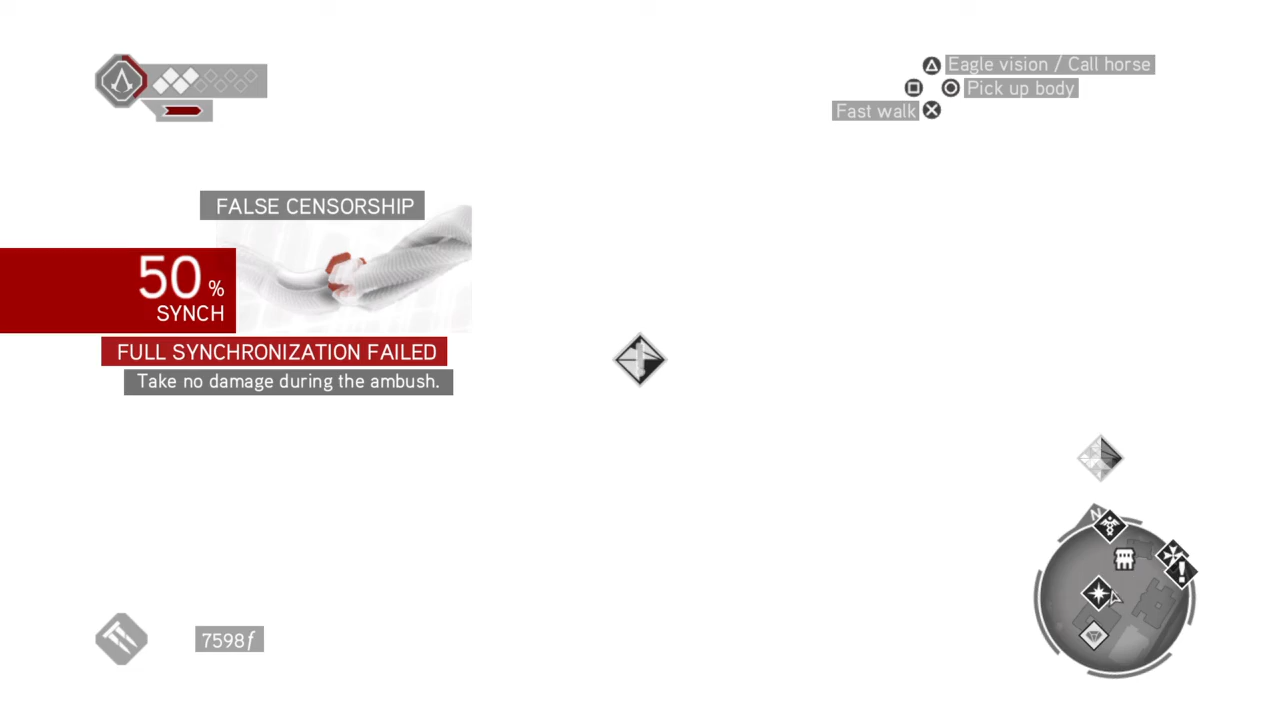 Eagle vision / Call horse
Pick up body
Fast walk
FALSE CENSORSHIP
50 %
SYNCH
FULL SYNCHRONIZATION FAILED
Take no damage during the ambush.
N
7598ƒ